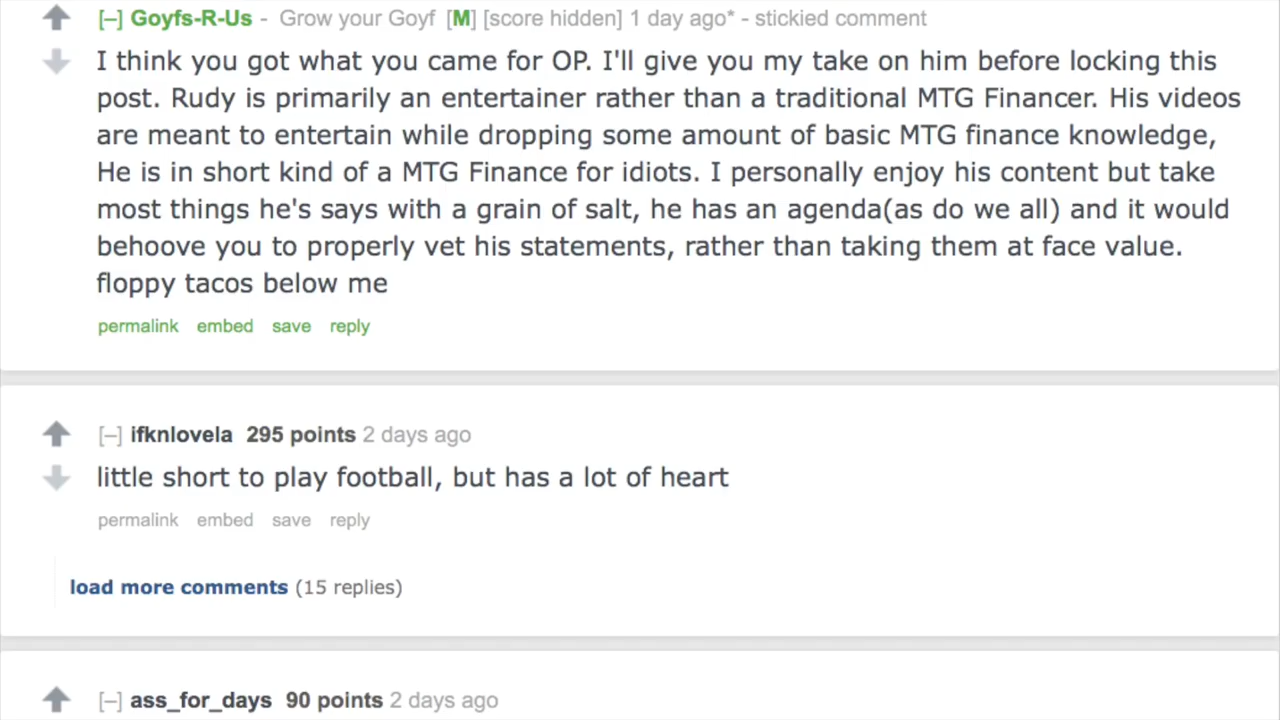 [–] Goyfs-R-Us - Grow your Goyf [M] [score hidden] 1 day ago* - stickied comment
I think you got what you came for OP. I'll give you my take on him before locking this
post. Rudy is primarily an entertainer rather than a traditional MTG Financer. His videos
are meant to entertain while dropping some amount of basic MTG finance knowledge,
He is in short kind of a MTG Finance for idiots. I personally enjoy his content but take
most things he's says with a grain of salt, he has an agenda(as do we all) and it would
behoove you to properly vet his statements, rather than taking them at face value.
floppy tacos below me
permalink embed save reply
[–] ifknlovela 295 points 2 days ago
little short to play football, but has a lot of heart
permalink embed save reply
load more comments (15 replies)
[–] ass_for_days 90 points 2 days ago